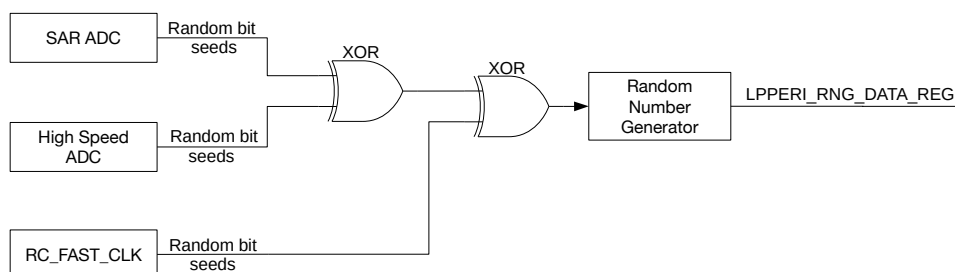 SAR ADC
Random bit
seeds
XOR
XOR
High Speed
ADC
Random bit
seeds
Random
Number
Generator
LPPERI_RNG_DATA_REG
RC_FAST_CLK
Random bit
seeds